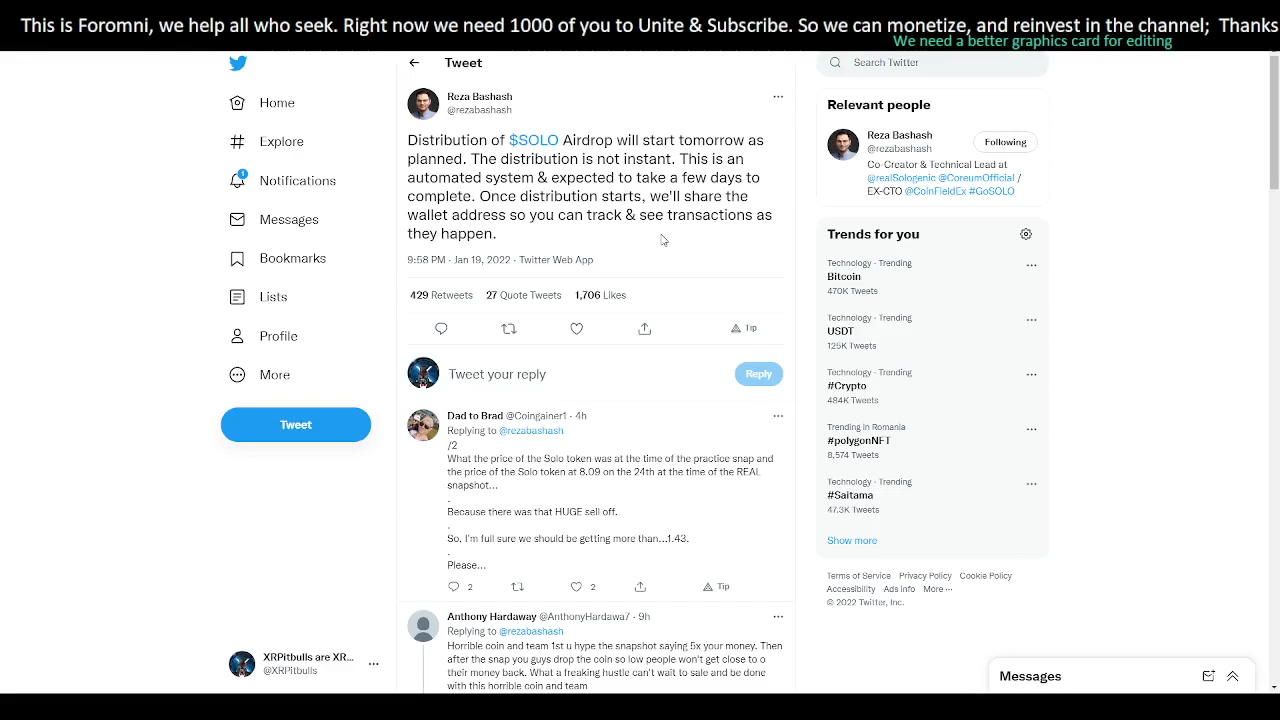 This is Foromni, we help all who seek. Right now we need 1000 of you to Unite & Subscribe. So we can monetize, and reinvest in the channel; Thanks
We need a better graphics card for editing
Tweet
Search Twitter
Home
Explore
1
Notifications
Messages
Bookmarks
Lists
Profile
More
Tweet
XRPitbulls are XR...
@XRPitbulls
Reza Bashash
@rezabashash
Distribution of $SOLO Airdrop will start tomorrow as
planned. The distribution is not instant. This is an
automated system & expected to take a few days to
complete. Once distribution starts, we'll share the
wallet address so you can track & see transactions as
they happen.
9:58 PM · Jan 19, 2022 · Twitter Web App
429 Retweets 27 Quote Tweets 1,706 Likes
Tip
Tweet your reply
Reply
Dad to Brad @Coingainer1 · 4h
Replying to @rezabashash
/2
What the price of the Solo token was at the time of the practice snap and
the price of the Solo token at 8.09 on the 24th at the time of the REAL
snapshot...
.
Because there was that HUGE sell off.
.
So, I'm full sure we should be getting more than...1.43.
.
Please...
2 2 Tip
Anthony Hardaway @AnthonyHardawa7 · 9h
Replying to @rezabashash
Horrible coin and team 1st u hype the snapshot saying 5x your money. Then
after the snap you guys drop the coin so low people won't get close to o
their money back. What a freaking hustle can't wait to sale and be done
with this horrible coin and team
Relevant people
Reza Bashash
@rezabashash
Following
Co-Creator & Technical Lead at
@realSologenic @CoreumOfficial /
EX-CTO @CoinFieldEx #GoSOLO
Trends for you
Technology · Trending
Bitcoin
470K Tweets
Technology · Trending
USDT
125K Tweets
Technology · Trending
#Crypto
484K Tweets
Trending in Romania
#polygonNFT
8,574 Tweets
Technology · Trending
#Saitama
47.3K Tweets
Show more
Terms of Service Privacy Policy Cookie Policy
Accessibility Ads info More ···
© 2022 Twitter, Inc.
Messages